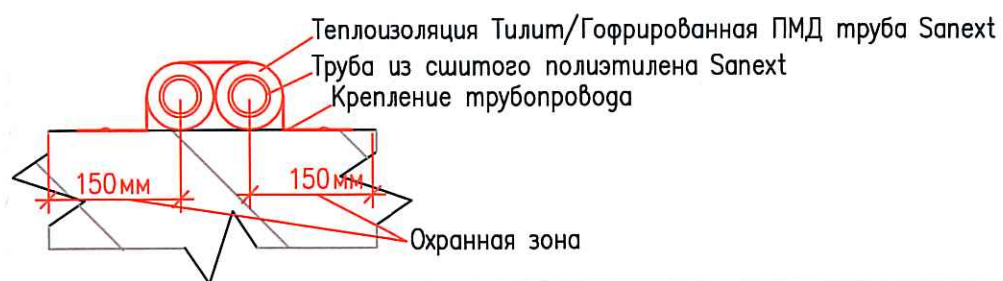 Теплоизоляция Тилит/Гофрированная ПМД труба Sanext
Труба из сшитого полиэтилена Sanext
Крепление трубопровода
150мм 150мм
Охранная зона